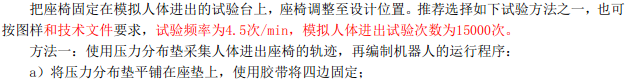 把座椅固定在模拟人体进出的试验台上，座椅调整至设计位置。推荐选择如下试验方法之一，也可
按图样和技术文件要求，试验频率为4.5次/min，模拟人体进出试验次数为15000次。
方法一：使用压力分布垫采集人体进出座椅的轨迹，再编制机器人的运行程序：
a）将压力分布垫平铺在座垫上，使用胶带将四边固定；